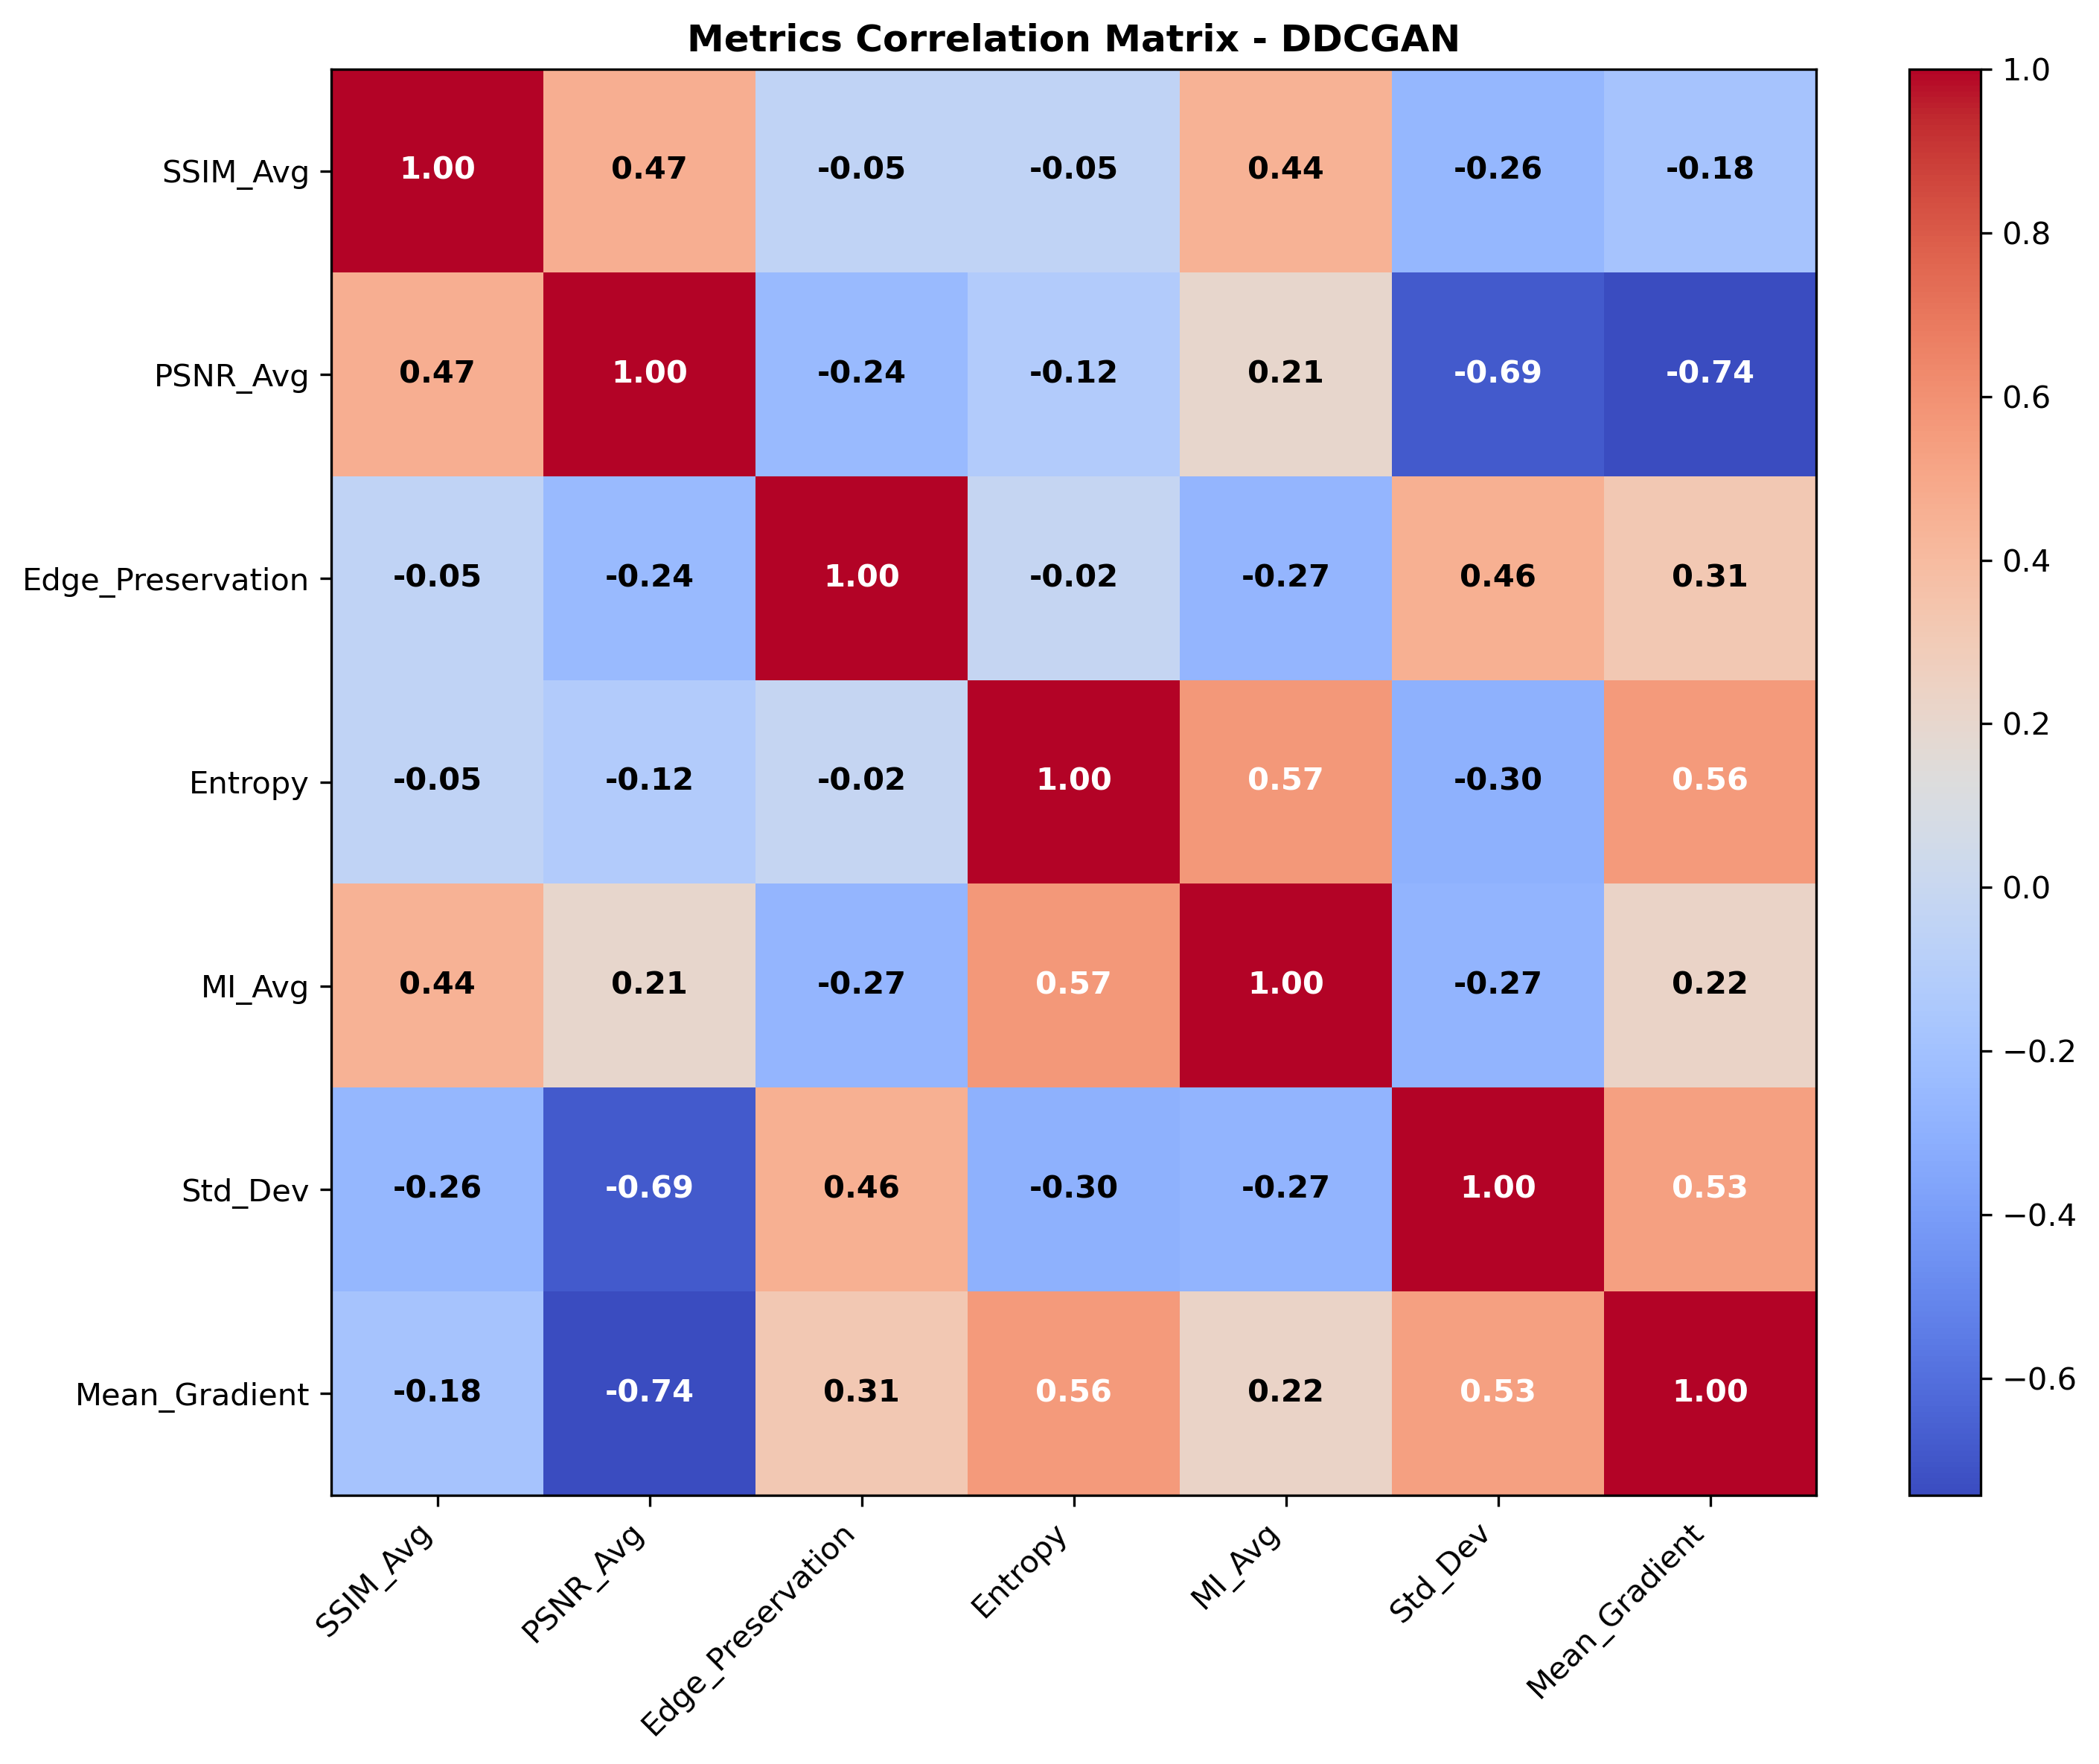 Metrics Correlation Matrix - DDCGAN
SSIM_Avg 1.00 0.47 -0.05 -0.05 0.44 -0.26 -0.18
PSNR_Avg 0.47 1.00 -0.24 -0.12 0.21 -0.69 -0.74
Edge_Preservation -0.05 -0.24 1.00 -0.02 -0.27 0.46 0.31
Entropy -0.05 -0.12 -0.02 1.00 0.57 -0.30 0.56
MI_Avg 0.44 0.21 -0.27 0.57 1.00 -0.27 0.22
Std_Dev -0.26 -0.69 0.46 -0.30 -0.27 1.00 0.53
Mean_Gradient -0.18 -0.74 0.31 0.56 0.22 0.53 1.00
SSIM_Avg PSNR_Avg Edge_Preservation Entropy MI_Avg Std_Dev Mean_Gradient
1.0
0.8
0.6
0.4
0.2
0.0
−0.2
−0.4
−0.6